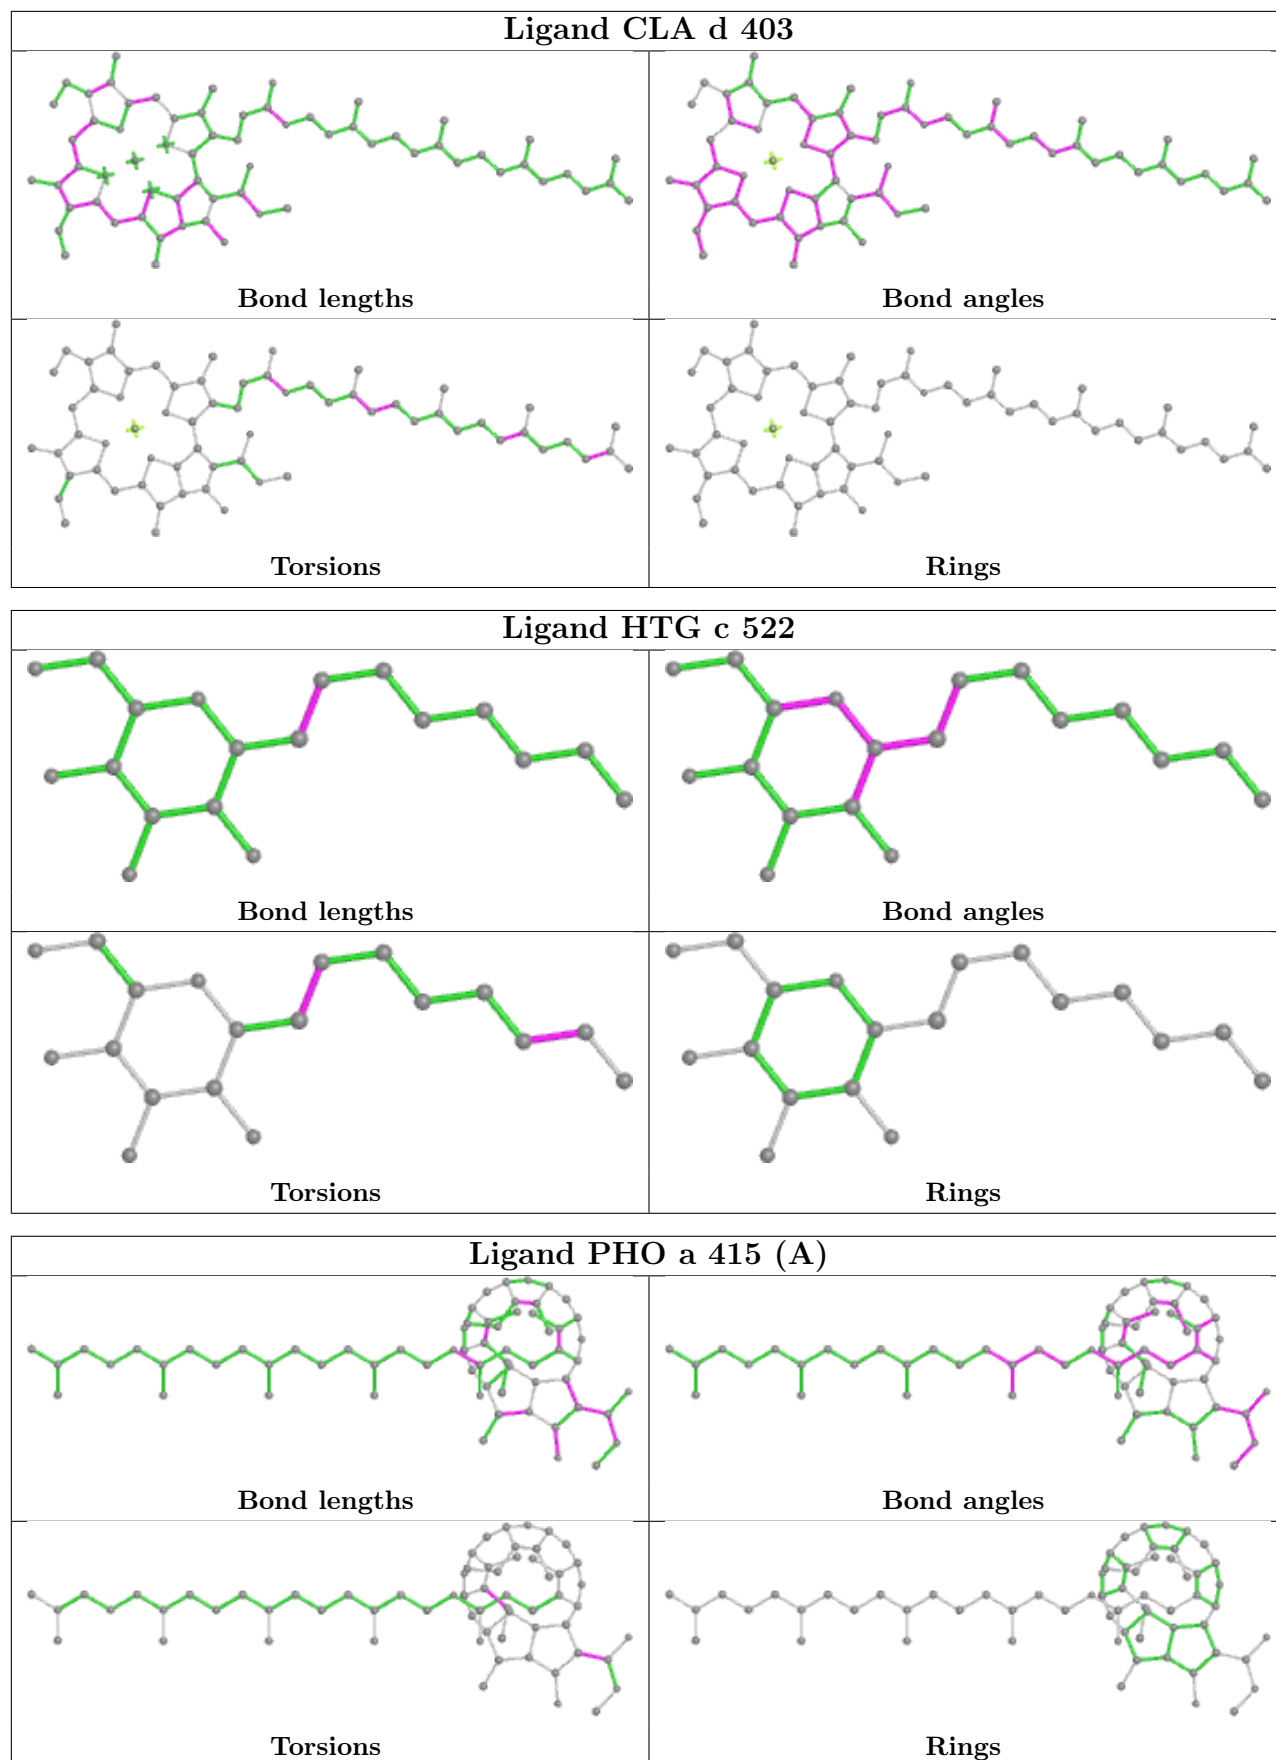 Ligand CLA d 403
Bond lengths
Bond angles
Torsions
Rings
Ligand HTG c 522
Bond lengths
Bond angles
Torsions
Rings
Ligand PHO a 415 (A)
Bond lengths
Bond angles
Torsions
Rings